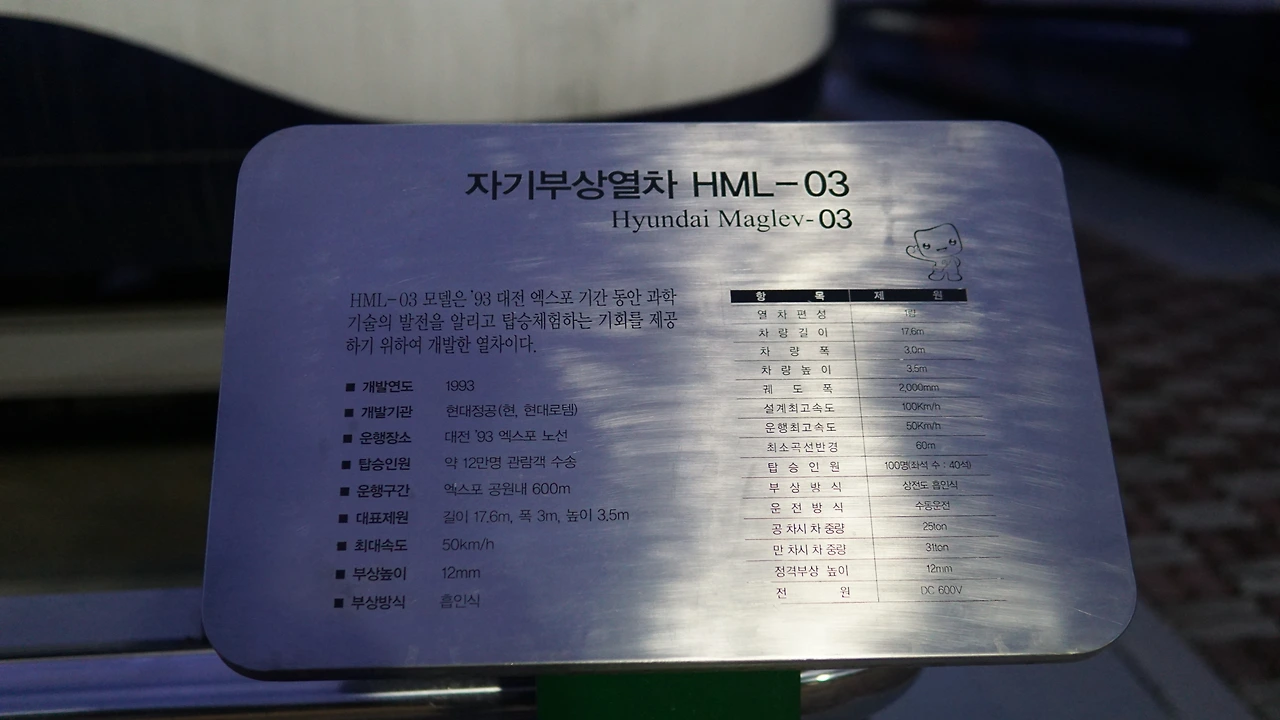 자기부상열차 HML-03
Hyundai Maglev-03
HML-03 모델은 '93 대전 엑스포 기간 동안 과학
기술의 발전을 알리고 탑승체험하는 기회를 제공
하기 위하여 개발한 열차이다.
■ 개발연도 1993
■ 개발기관 현대정공(현, 현대로템)
■ 운행장소 대전 '93 엑스포 노선
■ 탑승인원 약 12만명 관람객 수송
■ 운행구간 엑스포 공원내 600m
■ 대표제원 길이 17.6m, 폭 3m, 높이 3.5m
■ 최대속도 50km/h
■ 부상높이 12mm
■ 부상방식 흡인식
항 목 제 원
열 차 편 성 1량
차 량 길 이 17.6m
차 량 폭 3.0m
차 량 높 이 3.5m
궤 도 폭 2,000mm
설계최고속도 100Km/h
운행최고속도 50Km/h
최소곡선반경 60m
탑 승 인 원 100명(좌석 수 : 40석)
부 상 방 식 상전도 흡인식
운 전 방 식 수동운전
공 차시 차 중량 25ton
만 차시 차 중량 31ton
정격부상 높이 12mm
전 원 DC 600V